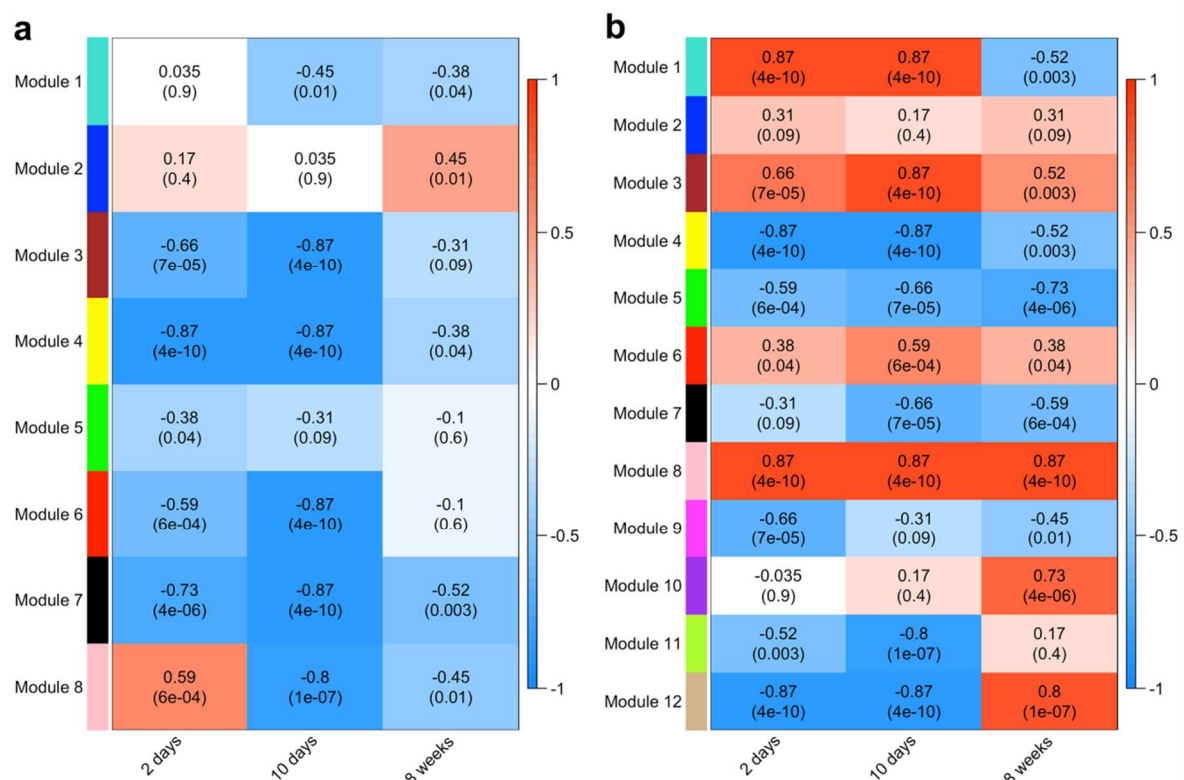 a
Module 1
0.035
(0.9)
-0.45
(0.01)
-0.38
(0.04)
Module 2
0.17
(0.4)
0.035
(0.9)
0.45
(0.01)
Module 3
-0.66
(7e-05)
-0.87
(4e-10)
-0.31
(0.09)
Module 4
-0.87
(4e-10)
-0.87
(4e-10)
-0.38
(0.04)
Module 5
-0.38
(0.04)
-0.31
(0.09)
-0.1
(0.6)
Module 6
-0.59
(6e-04)
-0.87
(4e-10)
-0.1
(0.6)
Module 7
-0.73
(4e-06)
-0.87
(4e-10)
-0.52
(0.003)
Module 8
0.59
(6e-04)
-0.8
(1e-07)
-0.45
(0.01)
2 days
10 days
8 weeks
1
0.5
0
-0.5
-1
b
Module 1
0.87
(4e-10)
0.87
(4e-10)
-0.52
(0.003)
Module 2
0.31
(0.09)
0.17
(0.4)
0.31
(0.09)
Module 3
0.66
(7e-05)
0.87
(4e-10)
0.52
(0.003)
Module 4
-0.87
(4e-10)
-0.87
(4e-10)
-0.52
(0.003)
Module 5
-0.59
(6e-04)
-0.66
(7e-05)
-0.73
(4e-06)
Module 6
0.38
(0.04)
0.59
(6e-04)
0.38
(0.04)
Module 7
-0.31
(0.09)
-0.66
(7e-05)
-0.59
(6e-04)
Module 8
0.87
(4e-10)
0.87
(4e-10)
0.87
(4e-10)
Module 9
-0.66
(7e-05)
-0.31
(0.09)
-0.45
(0.01)
Module 10
-0.035
(0.9)
0.17
(0.4)
0.73
(4e-06)
Module 11
-0.52
(0.003)
-0.8
(1e-07)
0.17
(0.4)
Module 12
-0.87
(4e-10)
-0.87
(4e-10)
0.8
(1e-07)
2 days
10 days
8 weeks
1
0.5
0
-0.5
-1